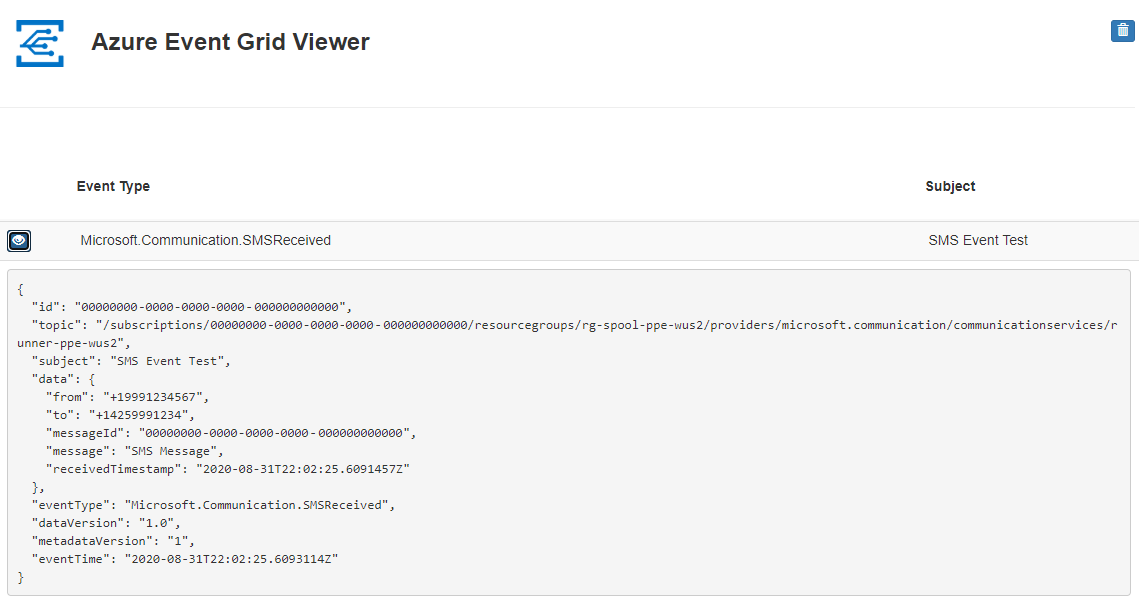 Azure Event Grid Viewer
Event Type Subject
Microsoft.Communication.SMSReceived SMS Event Test
{
  "id": "00000000-0000-0000-0000-000000000000",
  "topic": "/subscriptions/00000000-0000-0000-0000-000000000000/resourcegroups/rg-spool-ppe-wus2/providers/microsoft.communication/communicationservices/r
unner-ppe-wus2",
  "subject": "SMS Event Test",
  "data": {
    "from": "+19991234567",
    "to": "+14259991234",
    "messageId": "00000000-0000-0000-0000-000000000000",
    "message": "SMS Message",
    "receivedTimestamp": "2020-08-31T22:02:25.6091457Z"
  },
  "eventType": "Microsoft.Communication.SMSReceived",
  "dataVersion": "1.0",
  "metadataVersion": "1",
  "eventTime": "2020-08-31T22:02:25.6093114Z"
}